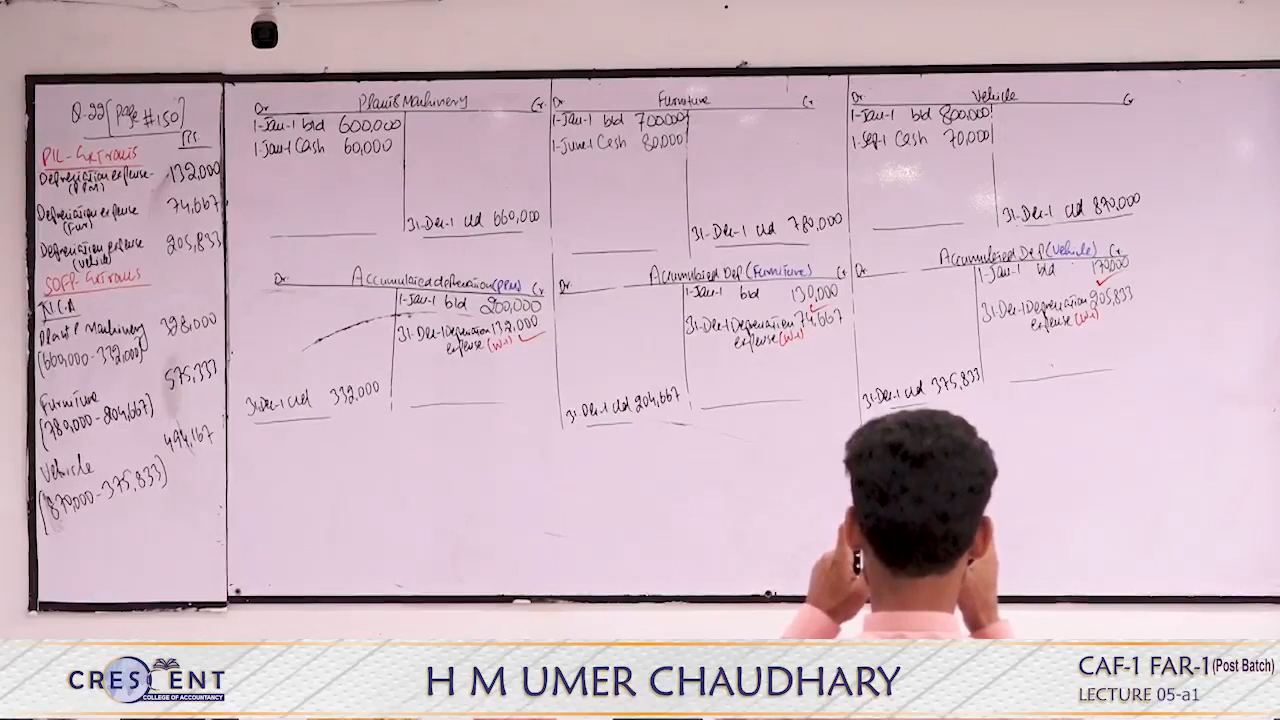 Q.22 [Page #150]
Rs.
P/L - Extracts
Depreciation expense - 132,000
(PPM)
Depreciation expense 74,667
(Fur)
Depreciation expense 205,833
(Vehicle)
SOFP - Extracts
N.C.A
Plant & Machinery 328,000
(660,000-332,000)
Furniture 575,333
(780,000-204,667)
Vehicle 494,167
(870,000-375,833)
Dr Plant & Machinery Cr
1-Jan-1 b/d 600,000
1-Jan-1 Cash 60,000
31-Dec-1 c/d 660,000
Dr Furniture Cr
1-Jan-1 b/d 700,000
1-June-1 Cash 80,000
31-Dec-1 c/d 780,000
Dr Vehicle Cr
1-Jan-1 b/d 800,000
1-Sep-1 Cash 70,000
31-Dec-1 c/d 870,000
Dr Accumulated depreciation (PPM) Cr
1-Jan-1 b/d 200,000
31-Dec-1 Depreciation 132,000
expense (W-1)
31-Dec-1 c/d 332,000
Dr Accumulated Dep (Furniture) Cr
1-Jan-1 b/d 130,000
31-Dec-1 Depreciation 74,667
expense (W-1)
31-Dec-1 c/d 204,667
Dr Accumulated Dep (Vehicle) Cr
1-Jan-1 b/d 170,000
31-Dec-1 Depreciation 205,833
expense (W-1)
31-Dec-1 c/d 375,833
CRESCENT
COLLEGE OF ACCOUNTANCY
H M UMER CHAUDHARY
CAF-1 FAR-1 (Post Batch)
LECTURE 05-a1